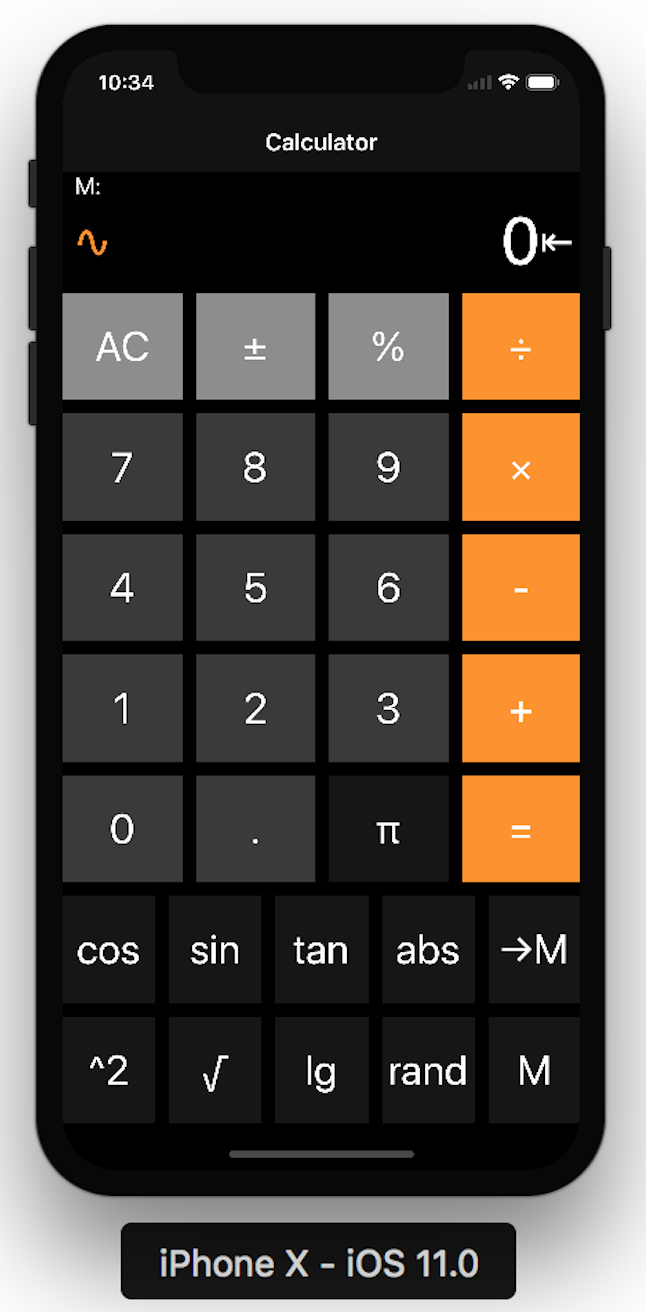 10:34
Calculator
M:
0⇤
AC ± % ÷
7 8 9 ×
4 5 6 -
1 2 3 +
0 . π =
cos sin tan abs →M
^2 √ lg rand M
iPhone X - iOS 11.0